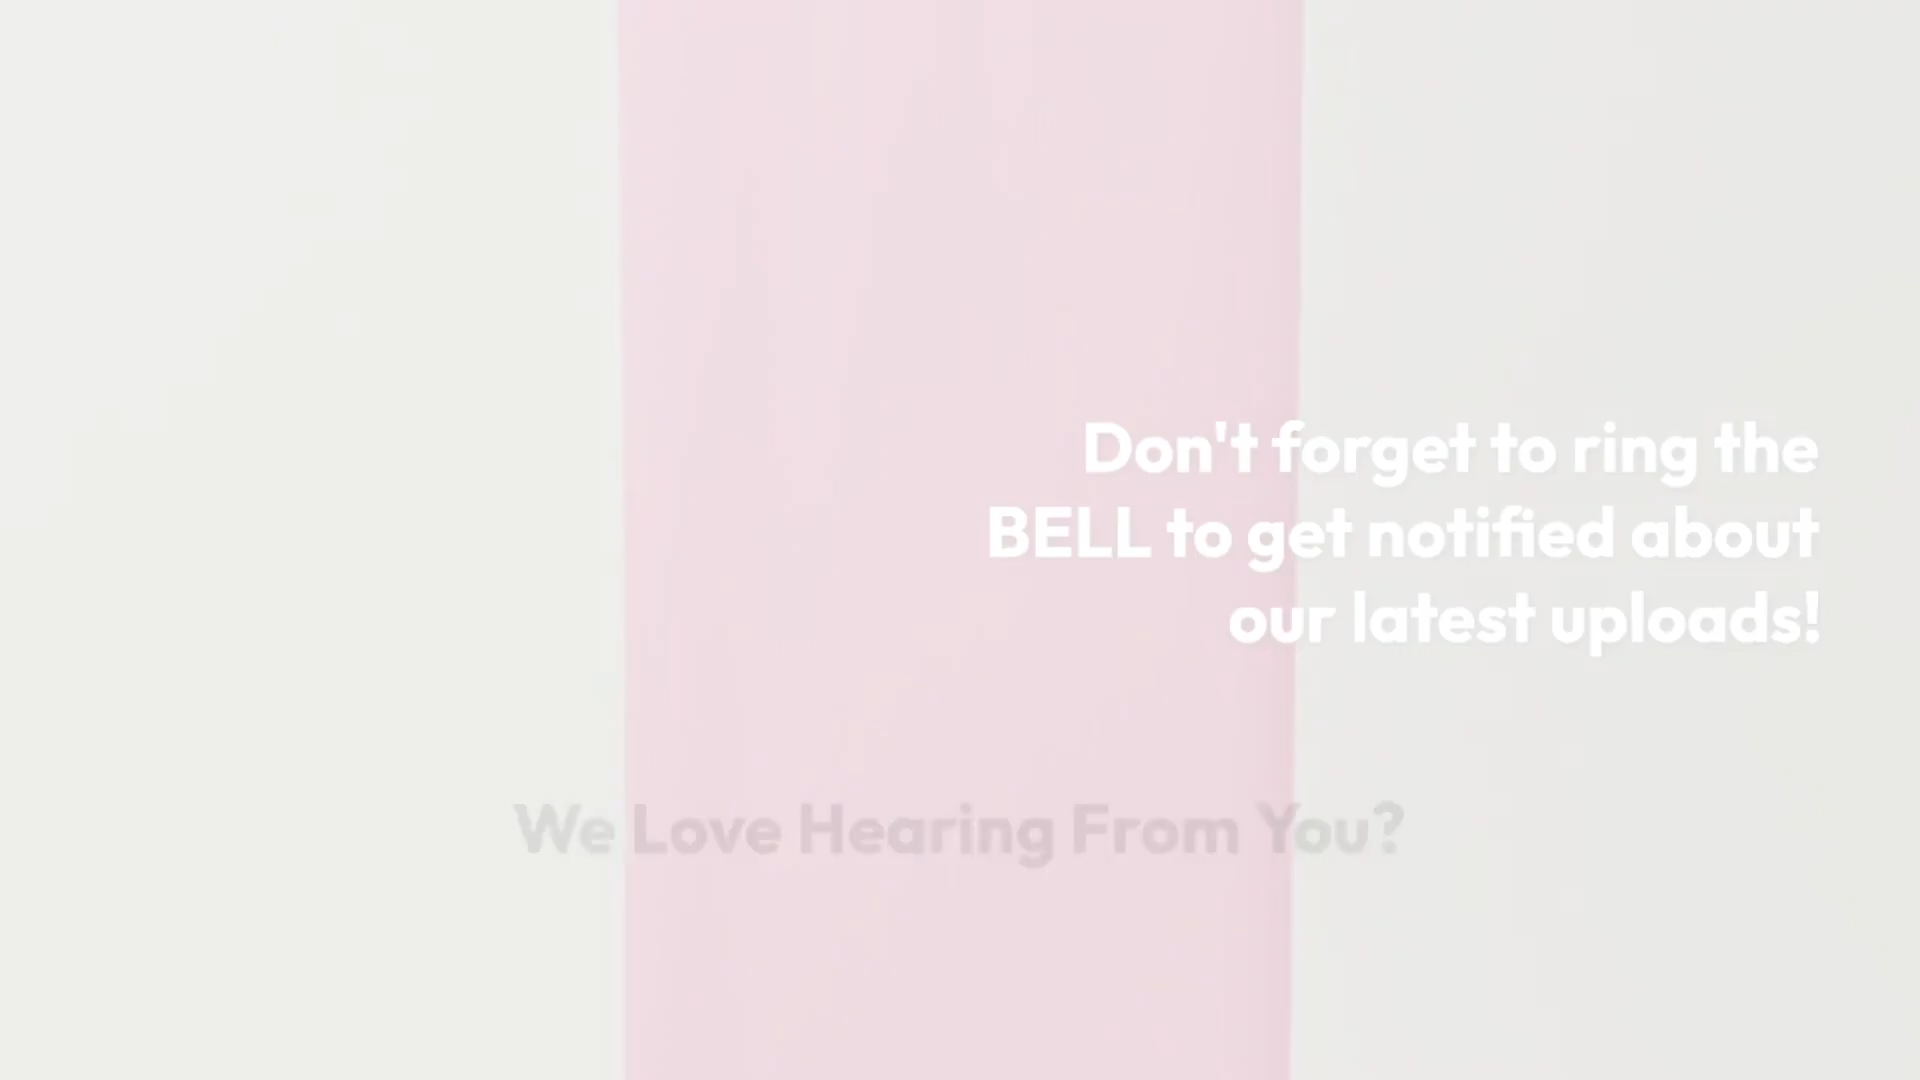 Don't forget to ring the
BELL to get notified about
our latest uploads!
We Love Hearing From You?